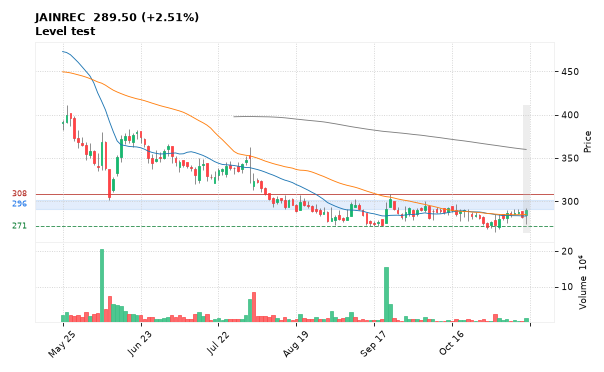 JAINREC 289.50 (+2.51%)
Level test
450
400
350
300
250
Price
308
296
271
20
10
Volume 10⁴
May 25
Jun 23
Jul 22
Aug 19
Sep 17
Oct 16